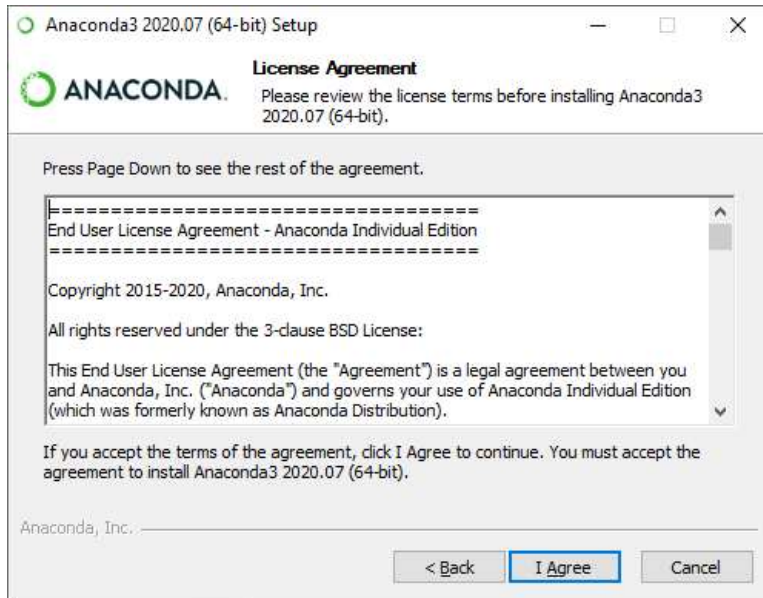 Anaconda3 2020.07 (64-bit) Setup
ANACONDA.
License Agreement
Please review the license terms before installing Anaconda3
2020.07 (64-bit).
Press Page Down to see the rest of the agreement.
===================================
End User License Agreement - Anaconda Individual Edition
===================================
Copyright 2015-2020, Anaconda, Inc.
All rights reserved under the 3-clause BSD License:
This End User License Agreement (the "Agreement") is a legal agreement between you
and Anaconda, Inc. ("Anaconda") and governs your use of Anaconda Individual Edition
(which was formerly known as Anaconda Distribution).
If you accept the terms of the agreement, click I Agree to continue. You must accept the
agreement to install Anaconda3 2020.07 (64-bit).
Anaconda, Inc.
< Back
I Agree
Cancel